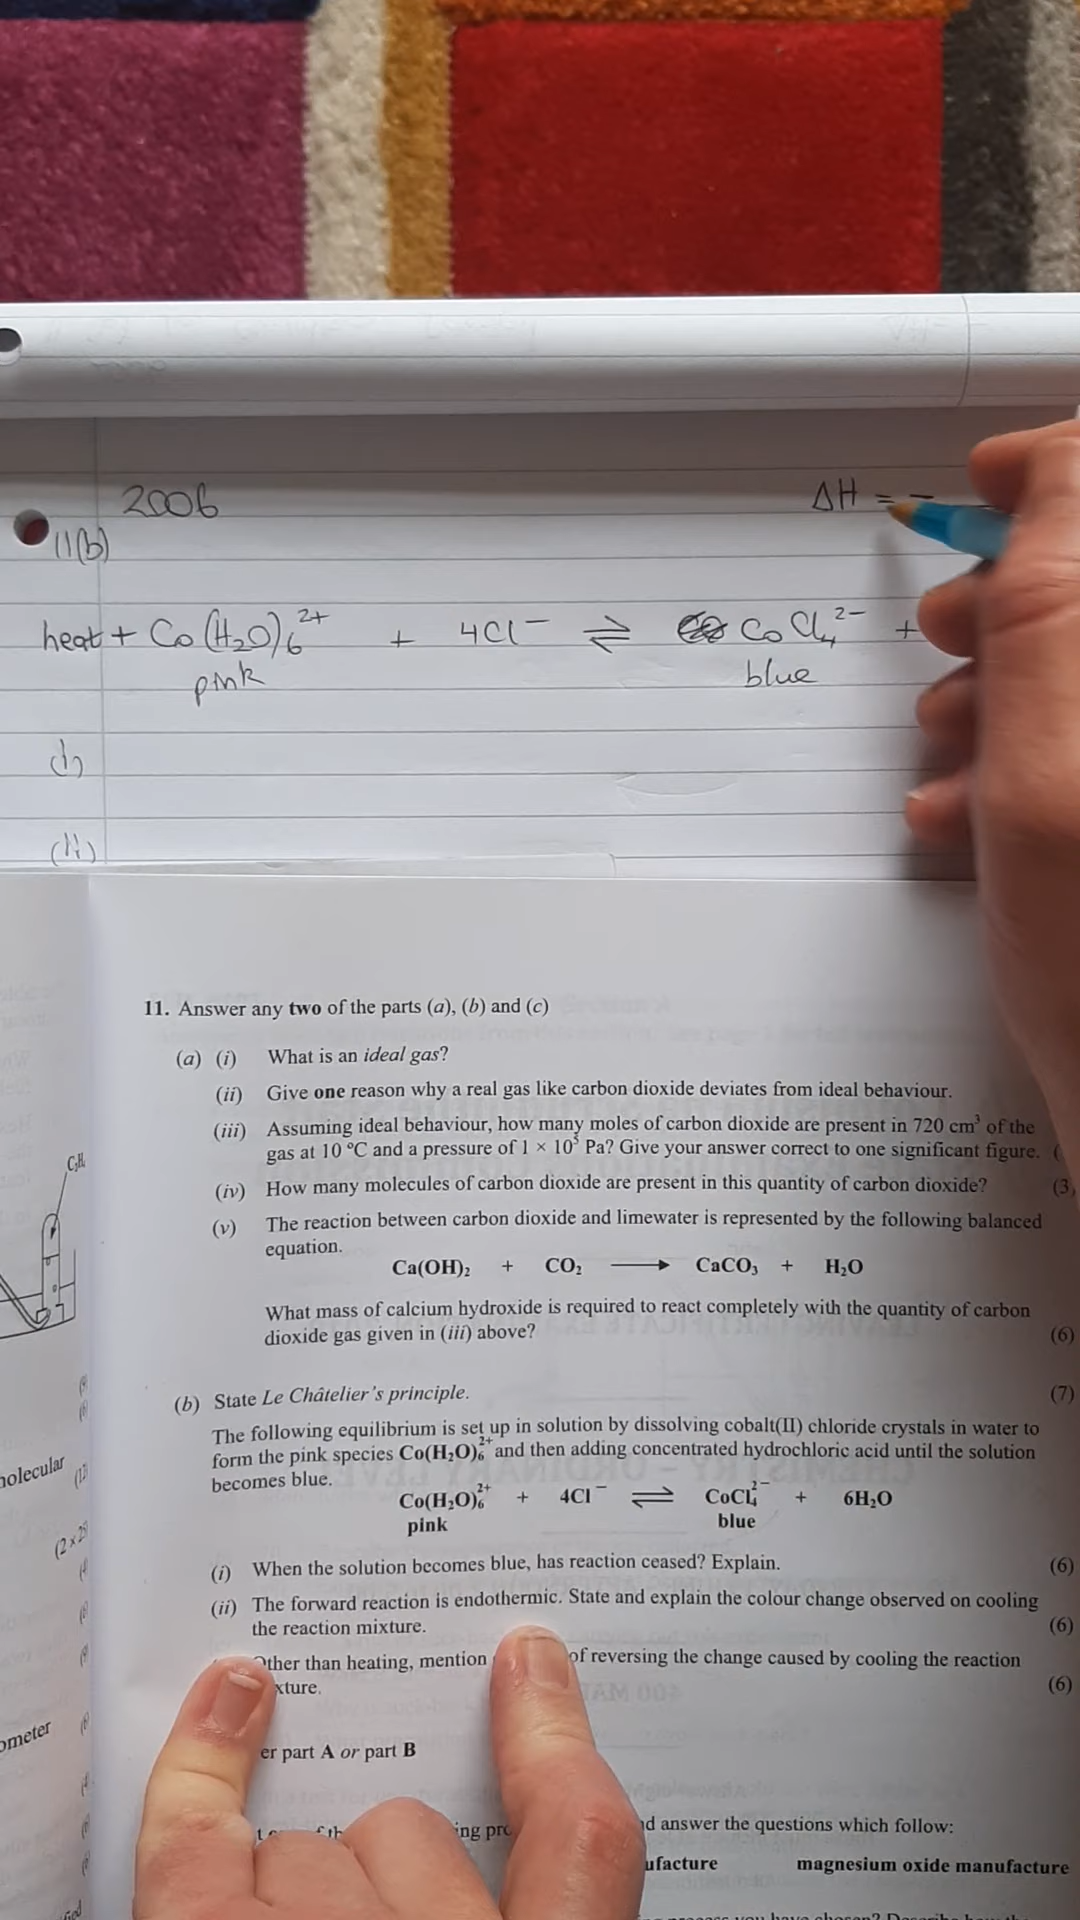 2006
ΔH = -
11(b)
heat + Co(H₂O)₆²⁺ + 4Cl⁻ ⇌ CoCl₄²⁻ +
pink blue
(i)
(ii)
11. Answer any two of the parts (a), (b) and (c)
(a) (i) What is an ideal gas?
(ii) Give one reason why a real gas like carbon dioxide deviates from ideal behaviour.
(iii) Assuming ideal behaviour, how many moles of carbon dioxide are present in 720 cm³ of the
gas at 10 ºC and a pressure of 1 × 10⁵ Pa? Give your answer correct to one significant figure. (
(iv) How many molecules of carbon dioxide are present in this quantity of carbon dioxide? (3)
(v) The reaction between carbon dioxide and limewater is represented by the following balanced
equation.
Ca(OH)₂ + CO₂ ⟶ CaCO₃ + H₂O
What mass of calcium hydroxide is required to react completely with the quantity of carbon
dioxide gas given in (iii) above? (6)
(b) State Le Châtelier's principle. (7)
The following equilibrium is set up in solution by dissolving cobalt(II) chloride crystals in water to
form the pink species Co(H₂O)₆²⁺ and then adding concentrated hydrochloric acid until the solution
becomes blue.
Co(H₂O)₆²⁺ + 4Cl⁻ ⇌ CoCl₄²⁻ + 6H₂O
pink blue
(i) When the solution becomes blue, has reaction ceased? Explain. (6)
(ii) The forward reaction is endothermic. State and explain the colour change observed on cooling
the reaction mixture. (6)
Other than heating, mention of reversing the change caused by cooling the reaction
xture. (6)
er part A or part B
ing pro d answer the questions which follow:
ufacture magnesium oxide manufacture
olecular
ometer